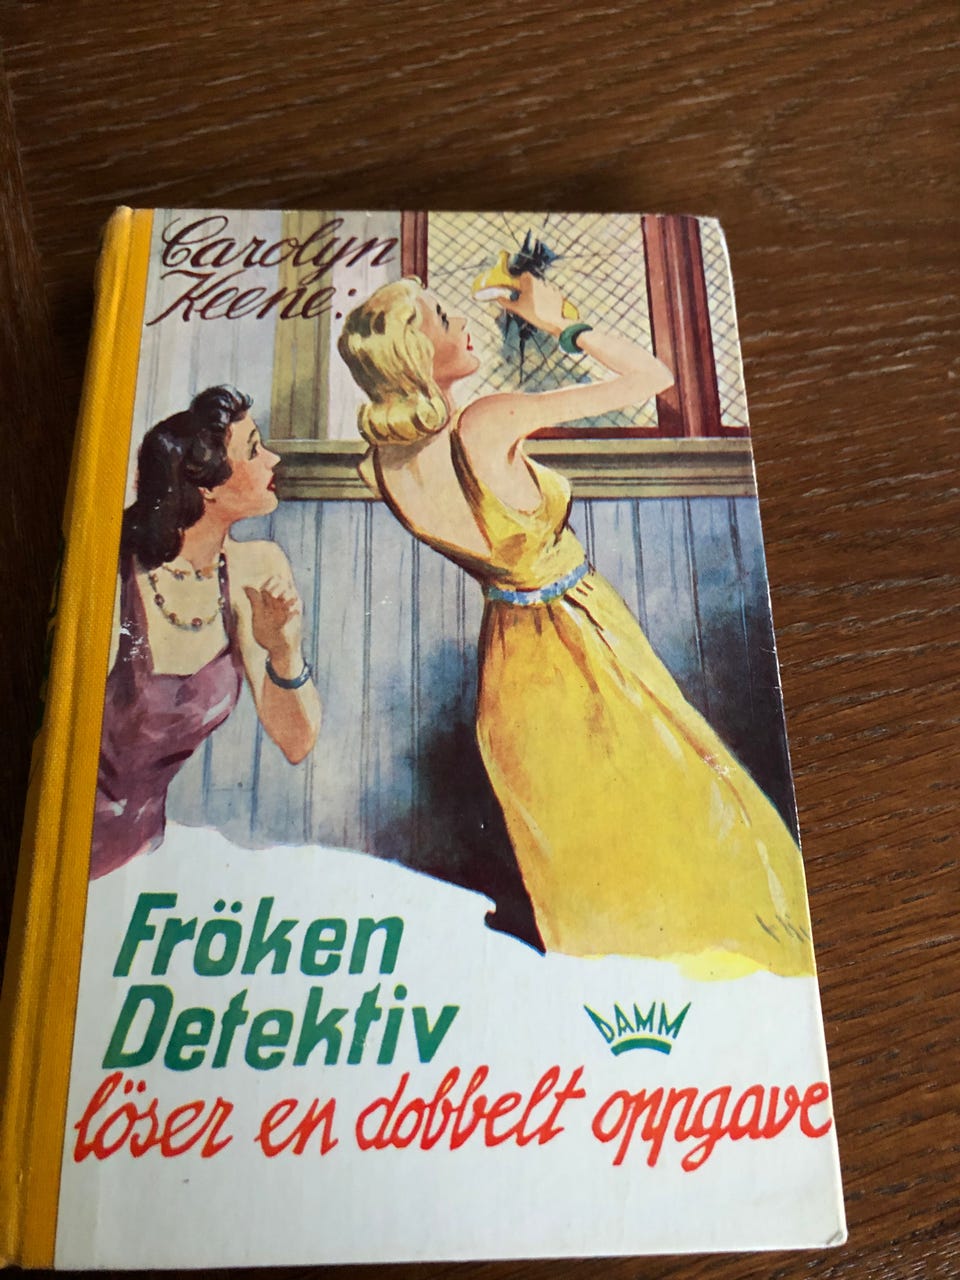 Carolyn
Keene:
Fröken
Detektiv
DAMM
löser en dobbelt oppgave